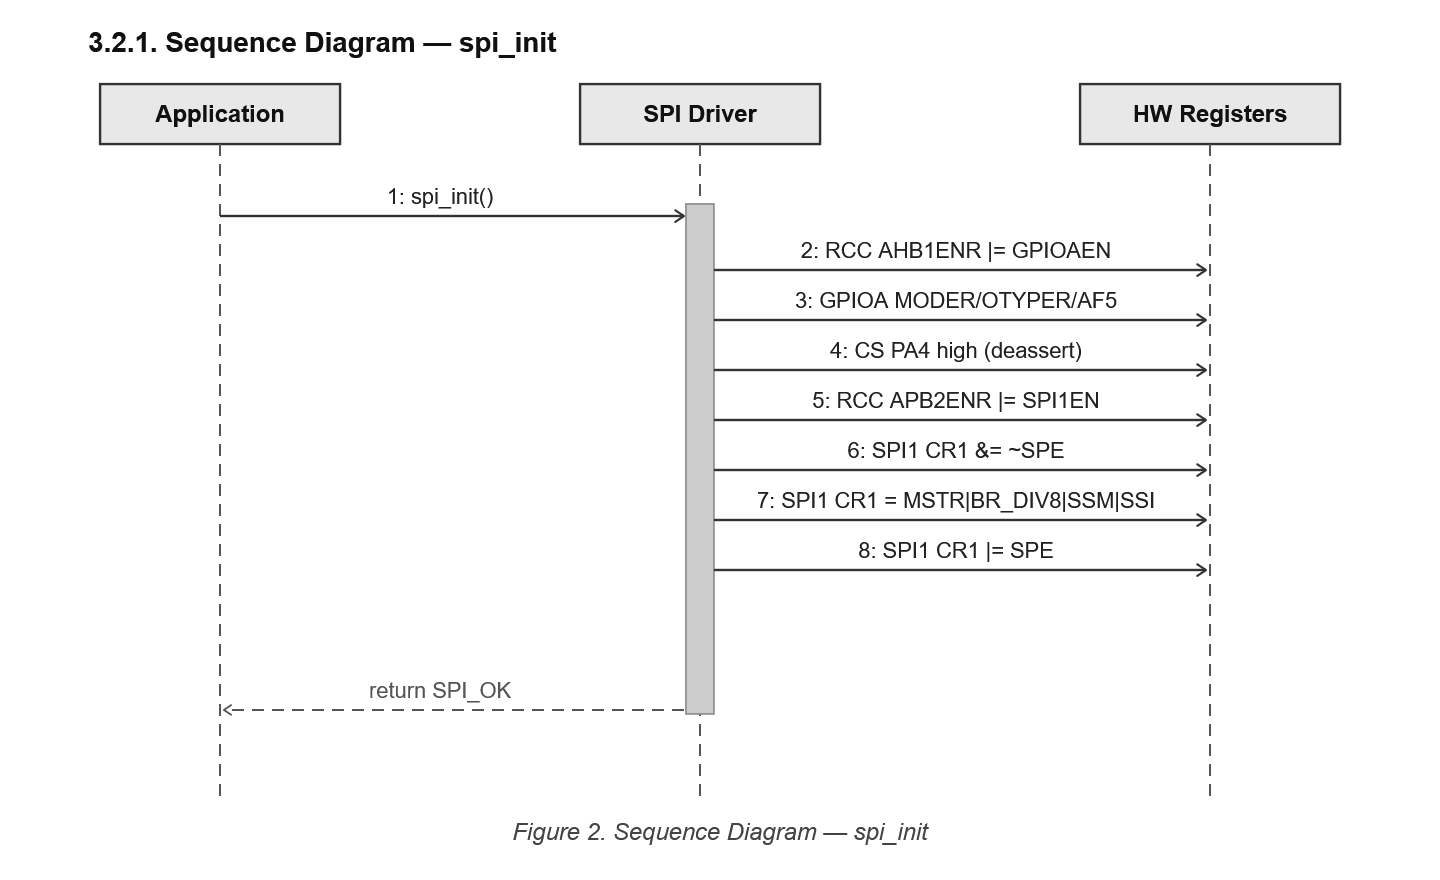 3.2.1. Sequence Diagram — spi_init
Application
SPI Driver
HW Registers
1: spi_init()
2: RCC AHB1ENR |= GPIOAEN
3: GPIOA MODER/OTYPER/AF5
4: CS PA4 high (deassert)
5: RCC APB2ENR |= SPI1EN
6: SPI1 CR1 &= ~SPE
7: SPI1 CR1 = MSTR|BR_DIV8|SSM|SSI
8: SPI1 CR1 |= SPE
return SPI_OK
Figure 2. Sequence Diagram — spi_init